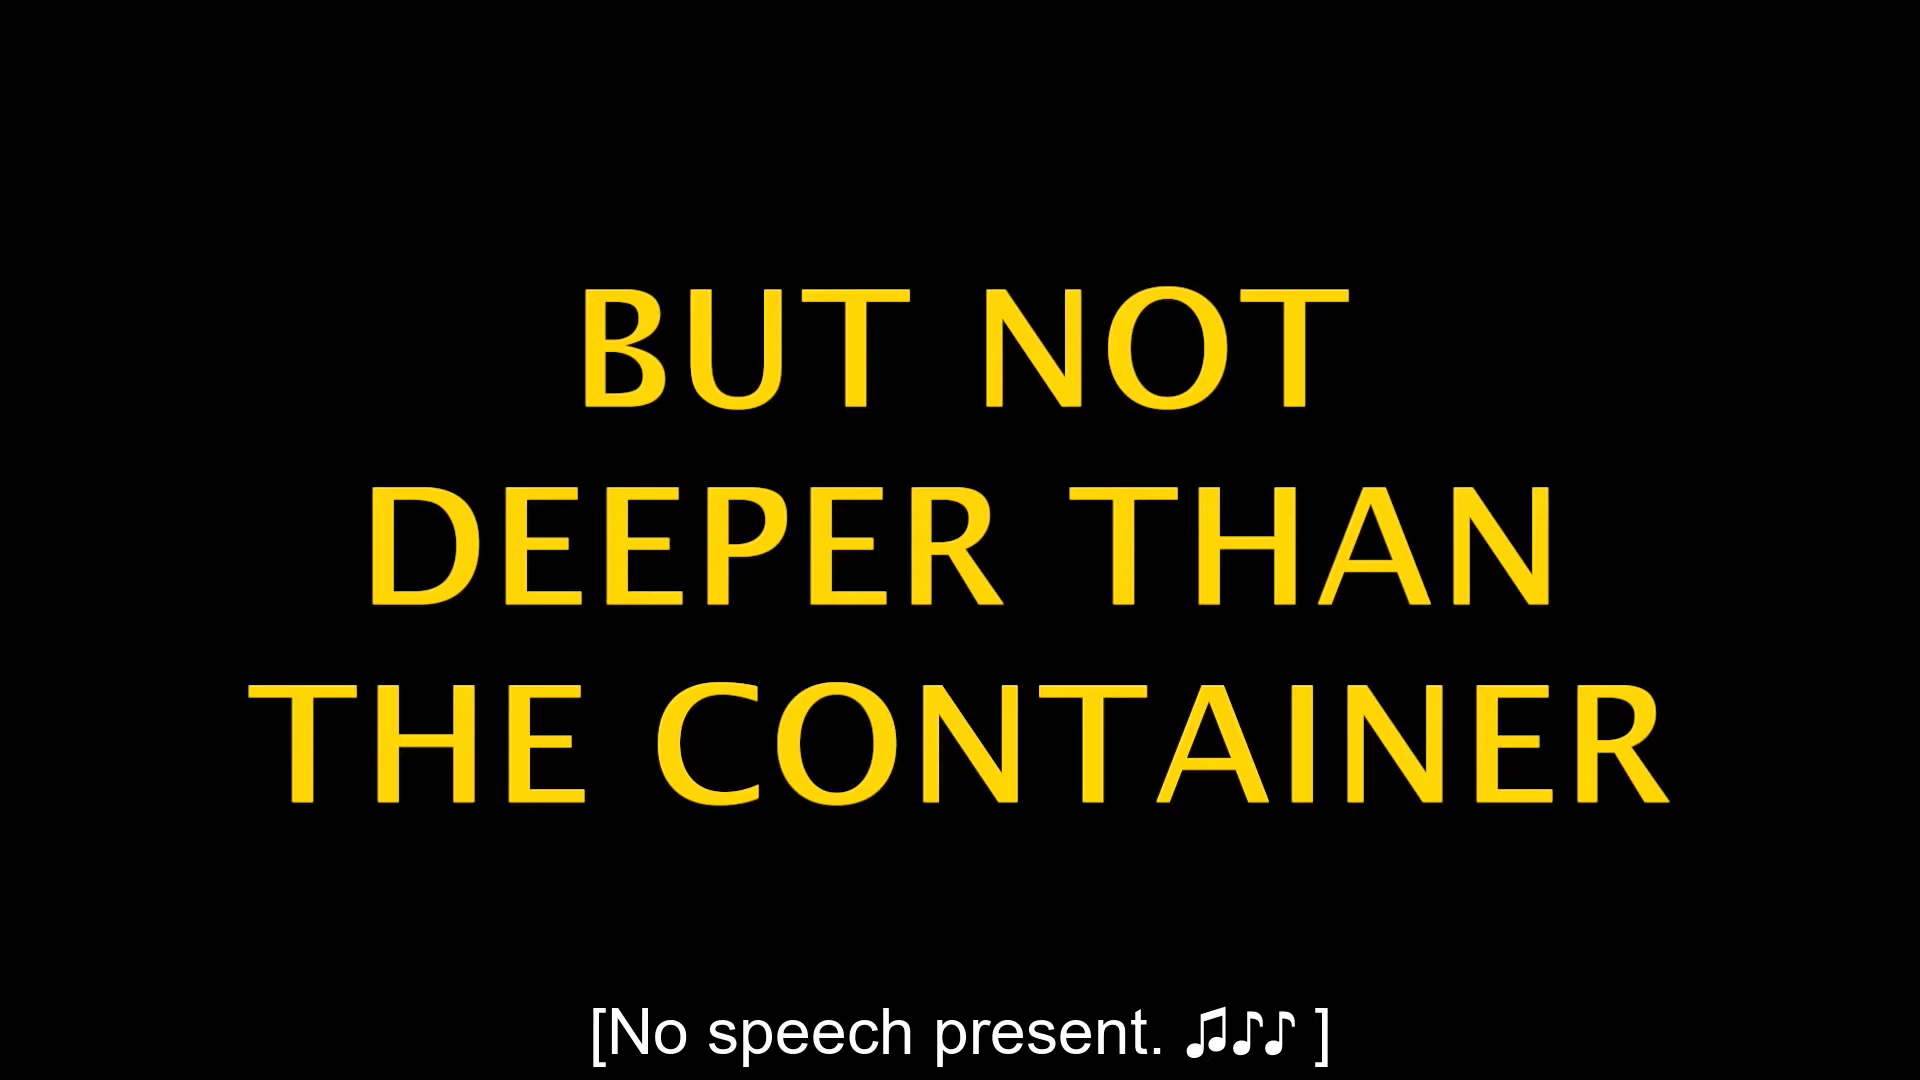 BUT NOT
DEEPER THAN
THE CONTAINER
[No speech present. ♫♪♪ ]